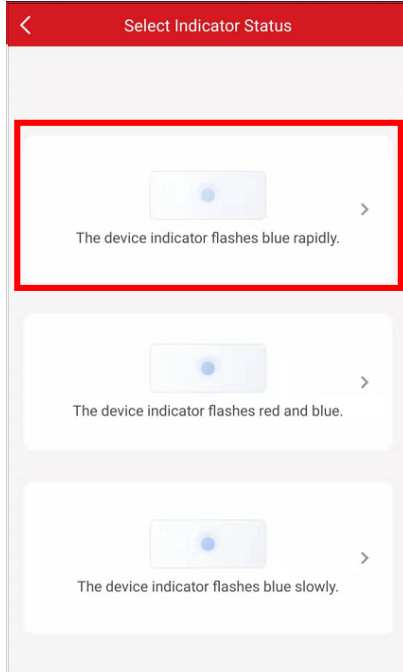 Select Indicator Status
The device indicator flashes blue rapidly.
The device indicator flashes red and blue.
The device indicator flashes blue slowly.